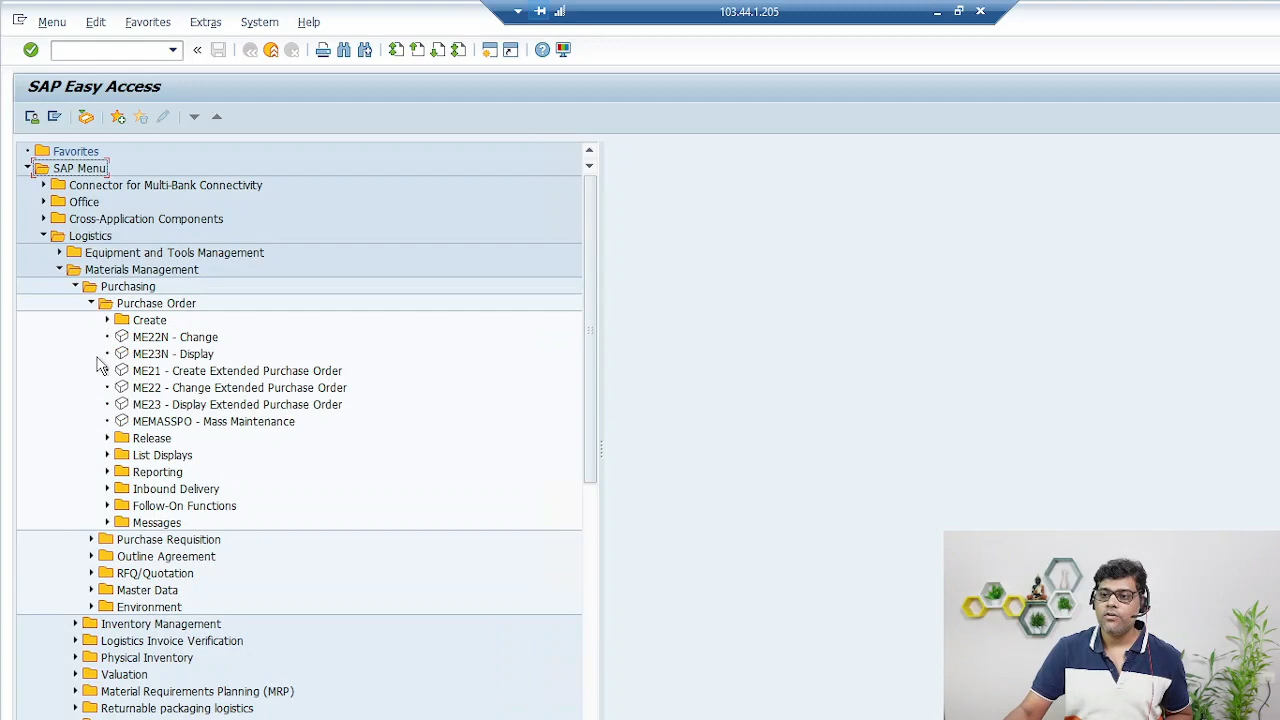 103.44.1.205
Menu Edit Favorites Extras System Help
SAP Easy Access
Favorites
SAP Menu
Connector for Multi-Bank Connectivity
Office
Cross-Application Components
Logistics
Equipment and Tools Management
Materials Management
Purchasing
Purchase Order
Create
ME22N - Change
ME23N - Display
ME21 - Create Extended Purchase Order
ME22 - Change Extended Purchase Order
ME23 - Display Extended Purchase Order
MEMASSPO - Mass Maintenance
Release
List Displays
Reporting
Inbound Delivery
Follow-On Functions
Messages
Purchase Requisition
Outline Agreement
RFQ/Quotation
Master Data
Environment
Inventory Management
Logistics Invoice Verification
Physical Inventory
Valuation
Material Requirements Planning (MRP)
Returnable packaging logistics